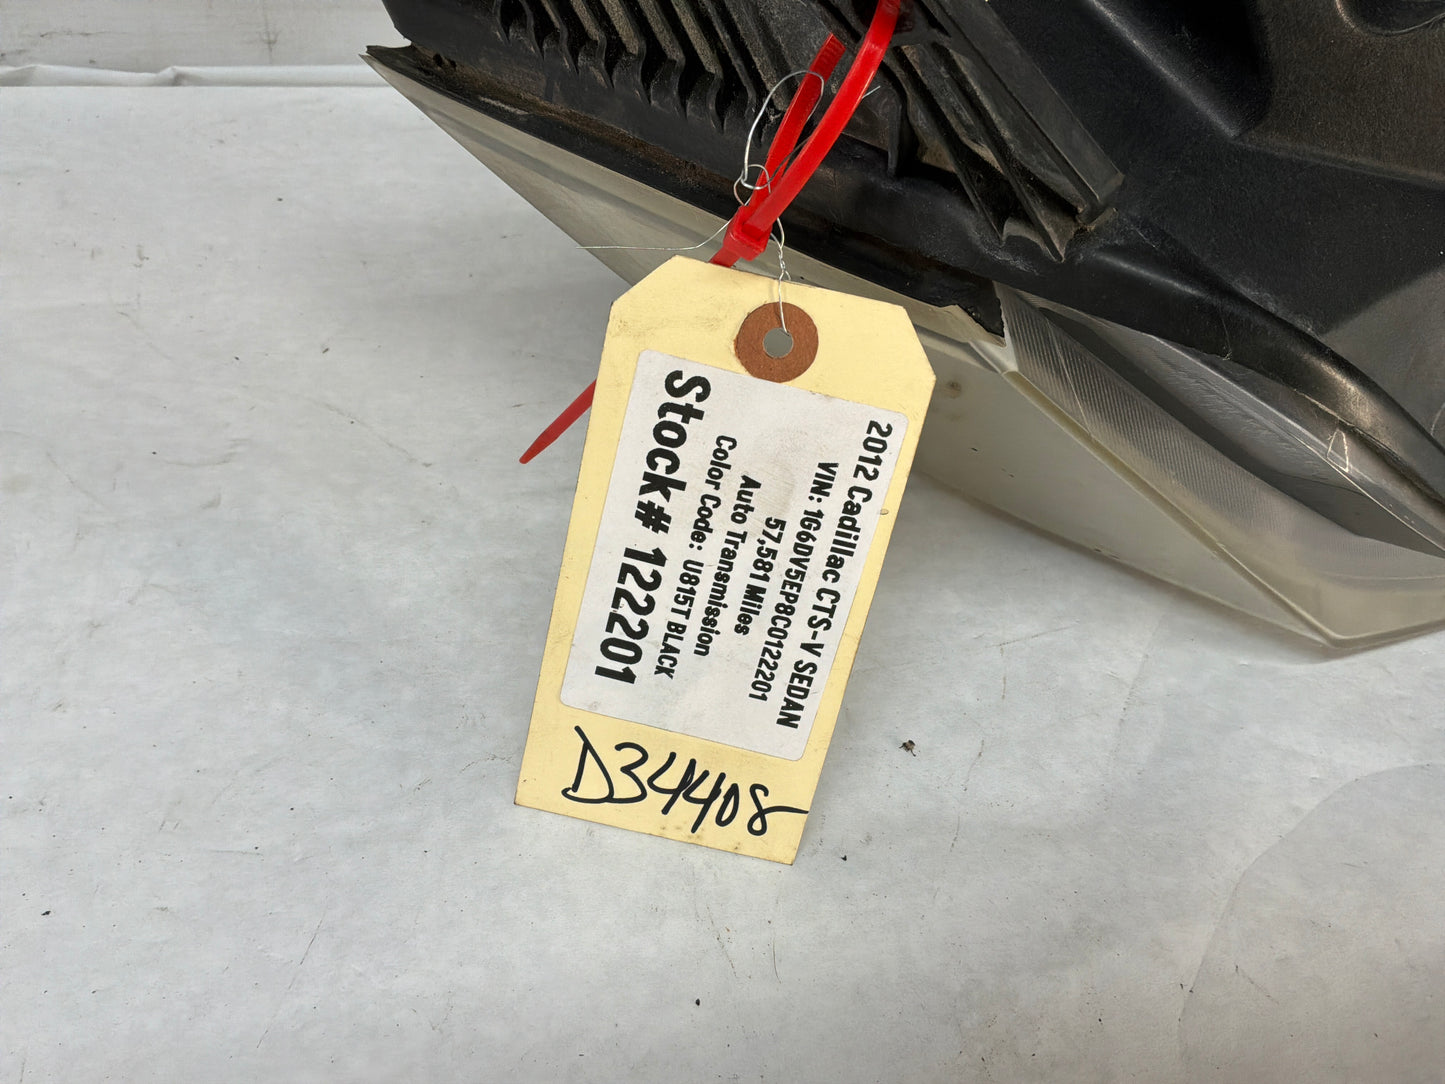 2012 Cadillac CTS-V SEDAN
VIN: 1G6DV5EP8C0122201
57,581 Miles
Auto Transmission
Color Code: U815T BLACK
Stock# 122201
D34408